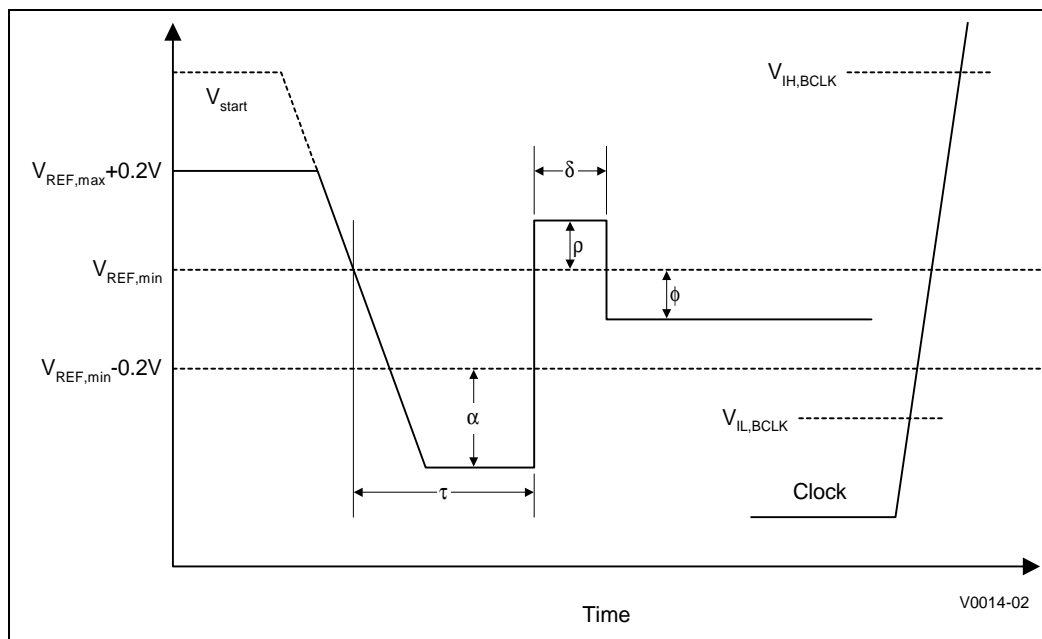 V_IH,BCLK
V_start
V_REF,max+0.2V
δ
ρ
V_REF,min
ϕ
V_REF,min-0.2V
α
V_IL,BCLK
τ
Clock
V0014-02
Time